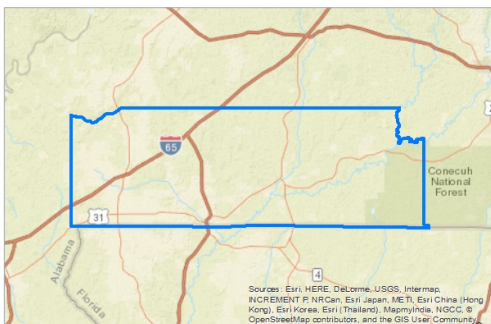 65
Conecuh
National
Forest
31
Alabama
Florida
4
2
Sources: Esri, HERE, DeLorme, USGS, Intermap,
INCREMENT P, NRCan, Esri Japan, METI, Esri China (Hong
Kong), Esri Korea, Esri (Thailand), MapmyIndia, NGCC, ©
OpenStreetMap contributors, and the GIS User Community